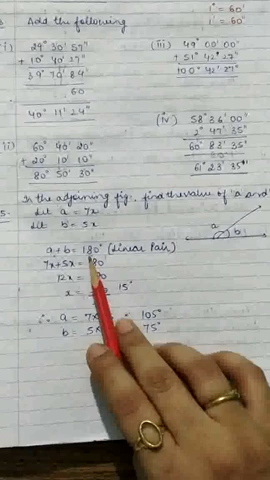 1° = 60'
1' = 60"
3 Add the following
(i) 29° 30' 57"
+ 10° 40' 27"
39° 70' 84"
60
40° 11' 24"
(iii) 49° 00' 00"
+ 51° 42' 27"
100° 42' 27"
(ii) 60° 40' 20"
+ 20° 10' 10"
80° 50' 30"
(iv) 58° 36' 00"
2° 47' 35"
60° 83' 35"
61° 23' 35"
In the adjoining fig, find the value of 'a and
5. Let a = 7x
Let b = 5x
a b
a+b = 180° (Linear Pair)
7x+5x =
12x =
x = 15°
∴ a = 7x 105°
b = 5x 75°